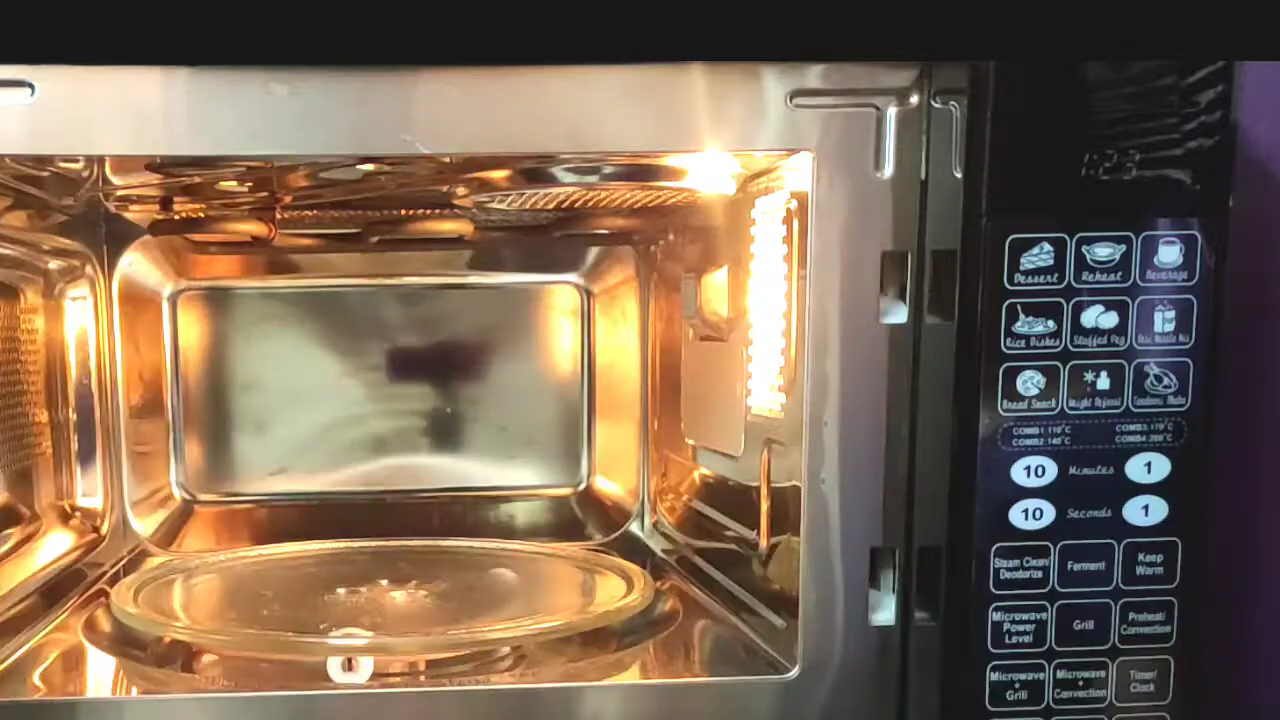 Dessert
Reheat
Beverage
Rice Dishes
Stuffed Veg
Bread Snack
Weight Defrost
Tandoori Mube
COMB1:110°C
COMB3:170°C
COMB2:140°C
COMB4:200°C
10 Minutes 1
10 Seconds 1
Steam Clean/
Deodorize
Ferment
Keep
Warm
Microwave
Power
Level
Grill
Preheat/
Convection
Microwave
+
Grill
Microwave
+
Convection
Timer/
Clock